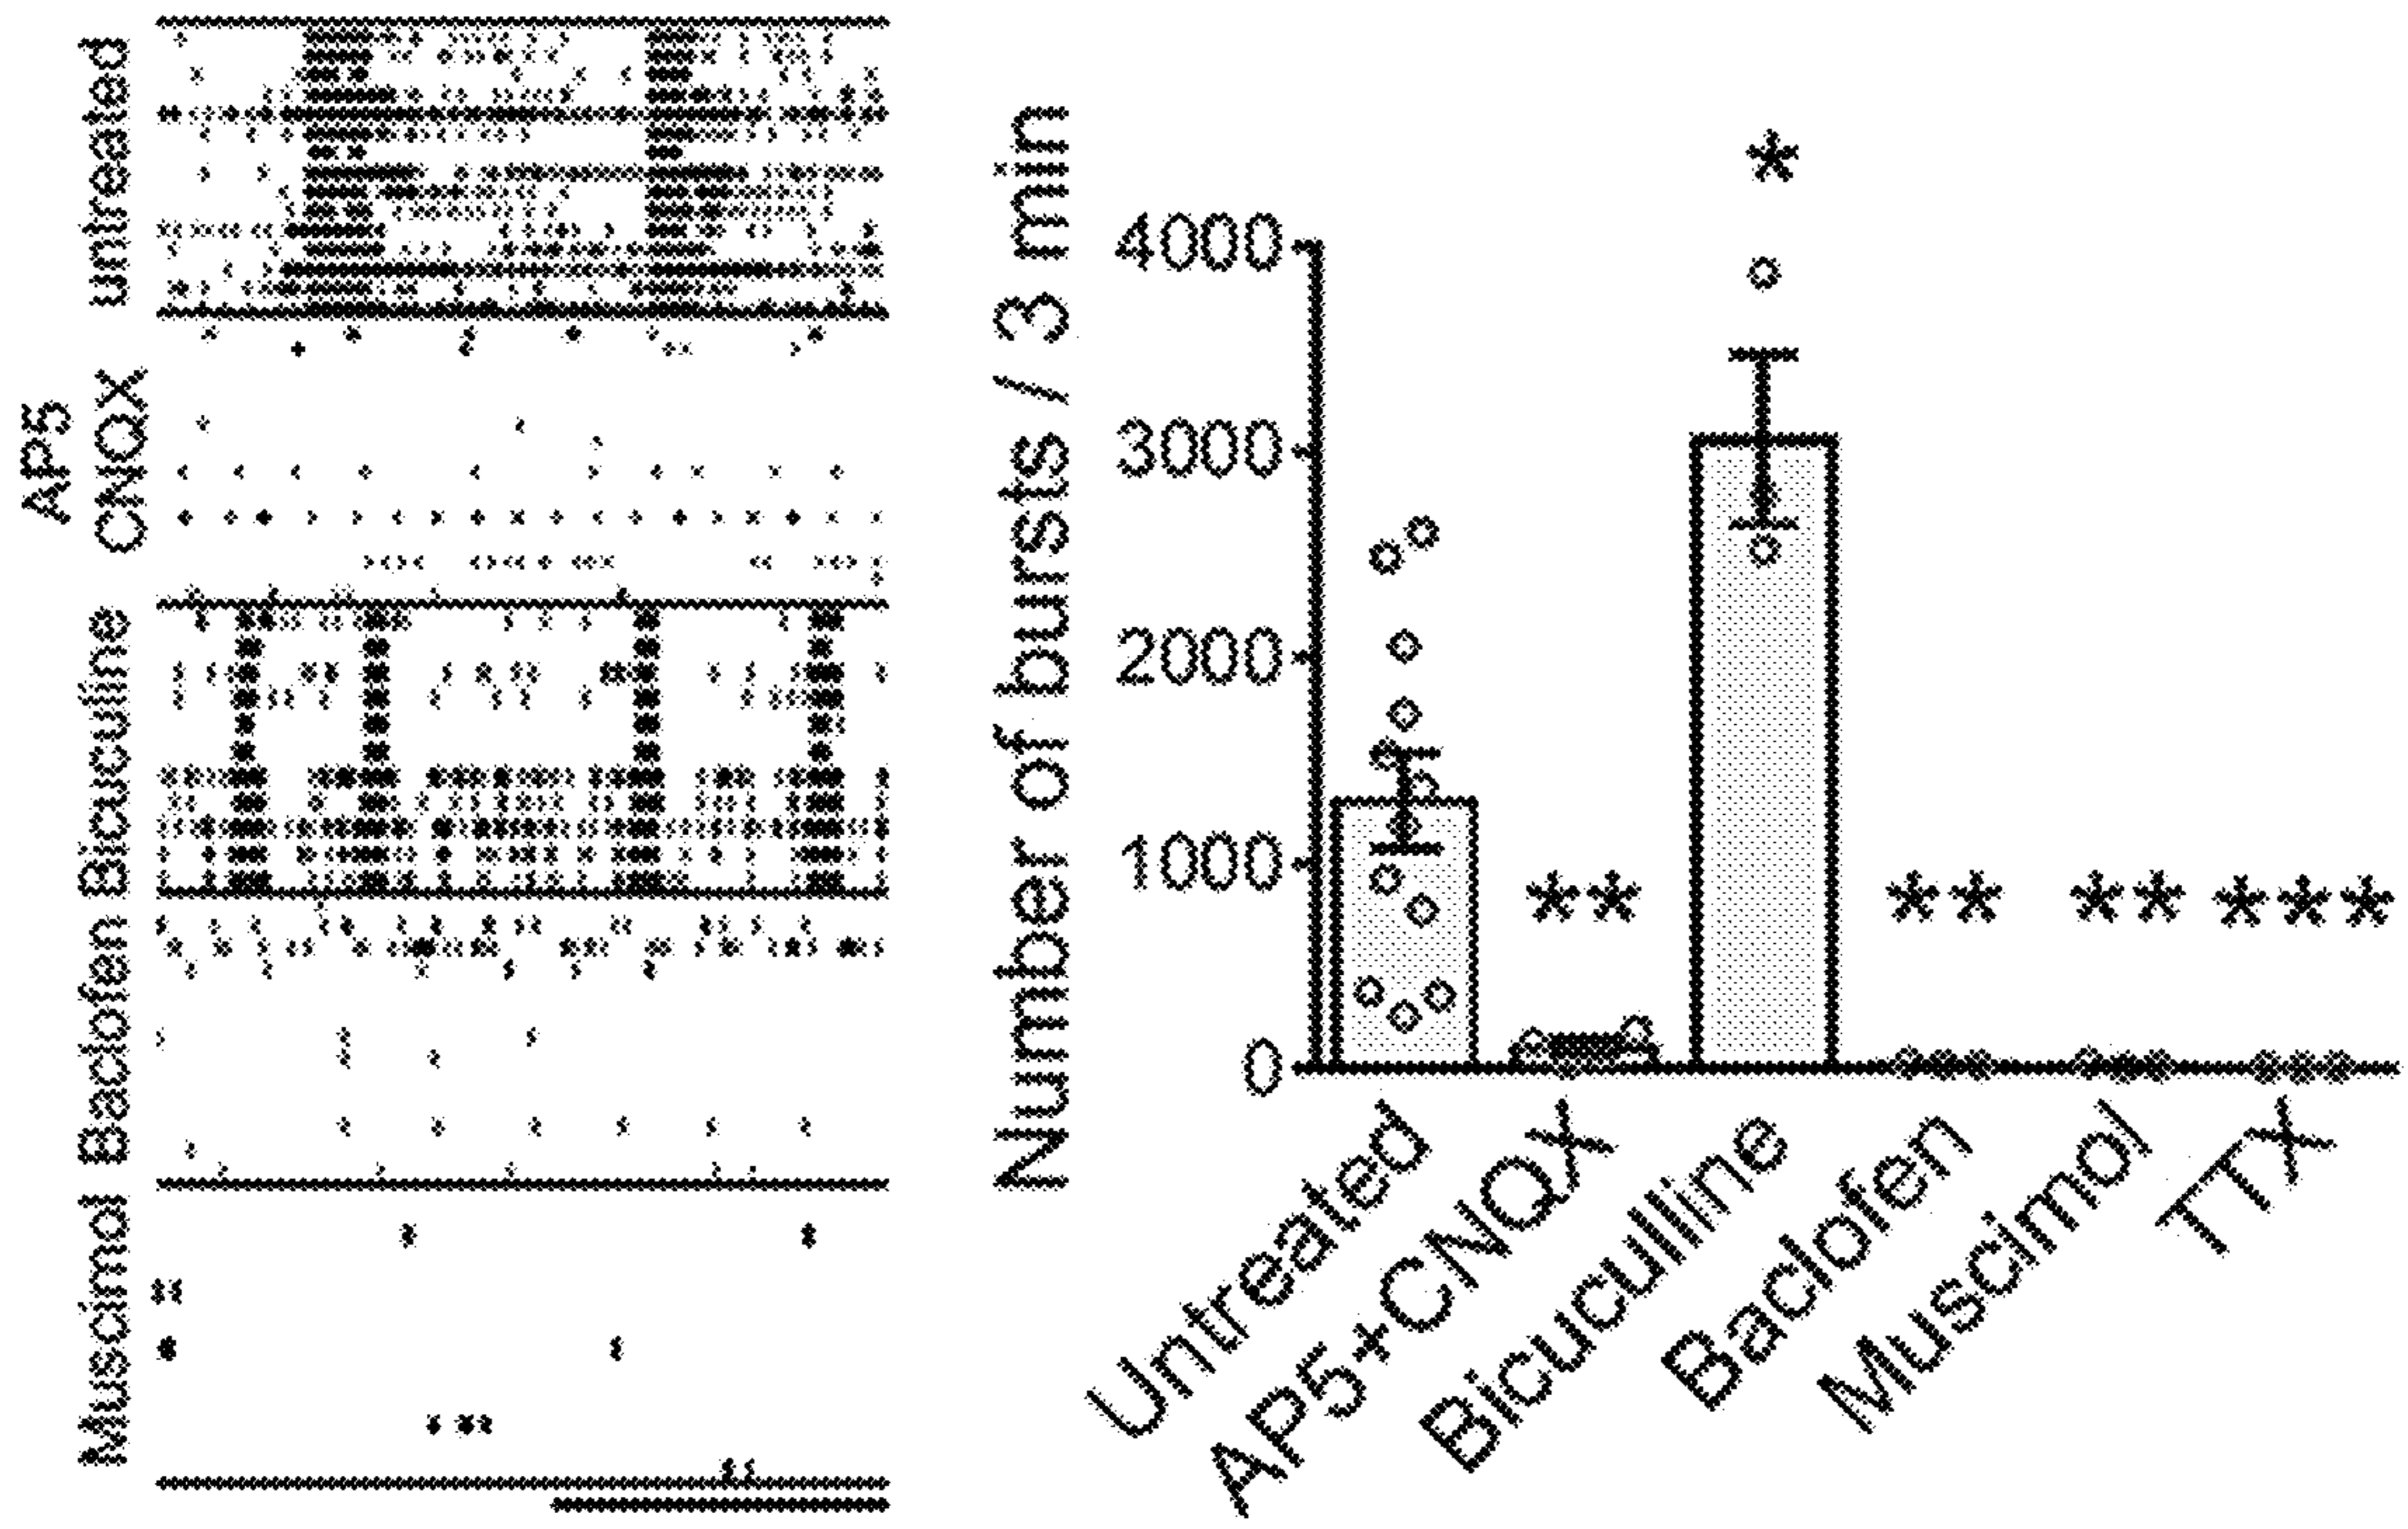 untreated
AP5
CNQX
Bicuculline
Baclofen
Muscimol
Number of bursts / 3 min
4000
3000
2000
1000
0
*
**
**
**
***
Untreated
AP5+CNQX
Bicuculline
Baclofen
Muscimol
TTX